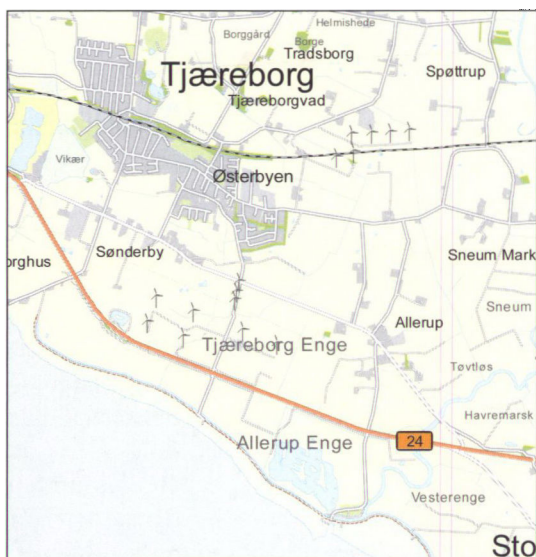 Helmishede
Borggård
Borge
Tradsborg
Spøttrup
Tjæreborg
Tjæreborgvad
Vikær
Østerbyen
orghus
Sønderby
Sneum Mark
Sneum
Allerup
Tjæreborg Enge
Tøvtløs
Havremarsk
Allerup Enge
24
Vesterenge
Sto